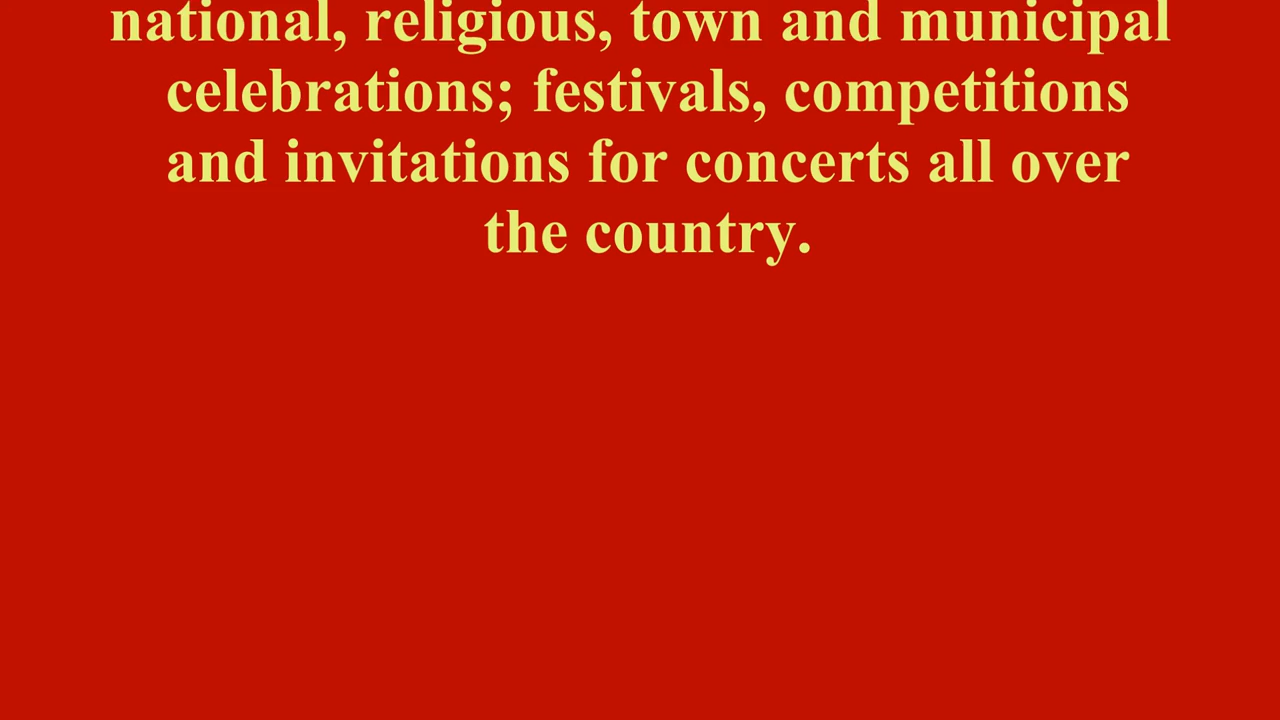 national, religious, town and municipal
celebrations; festivals, competitions
and invitations for concerts all over
the country.